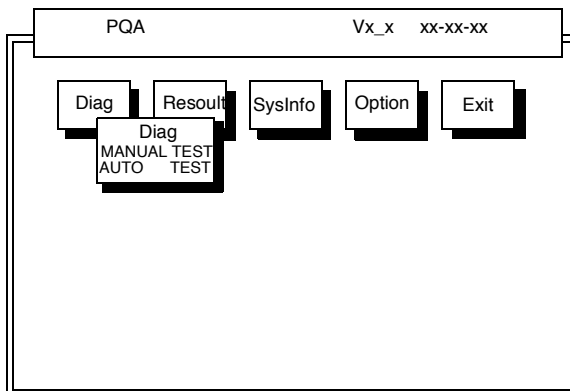 PQA Vx_x xx-xx-xx
Diag Resoult SysInfo Option Exit
Diag
MANUAL TEST
AUTO TEST